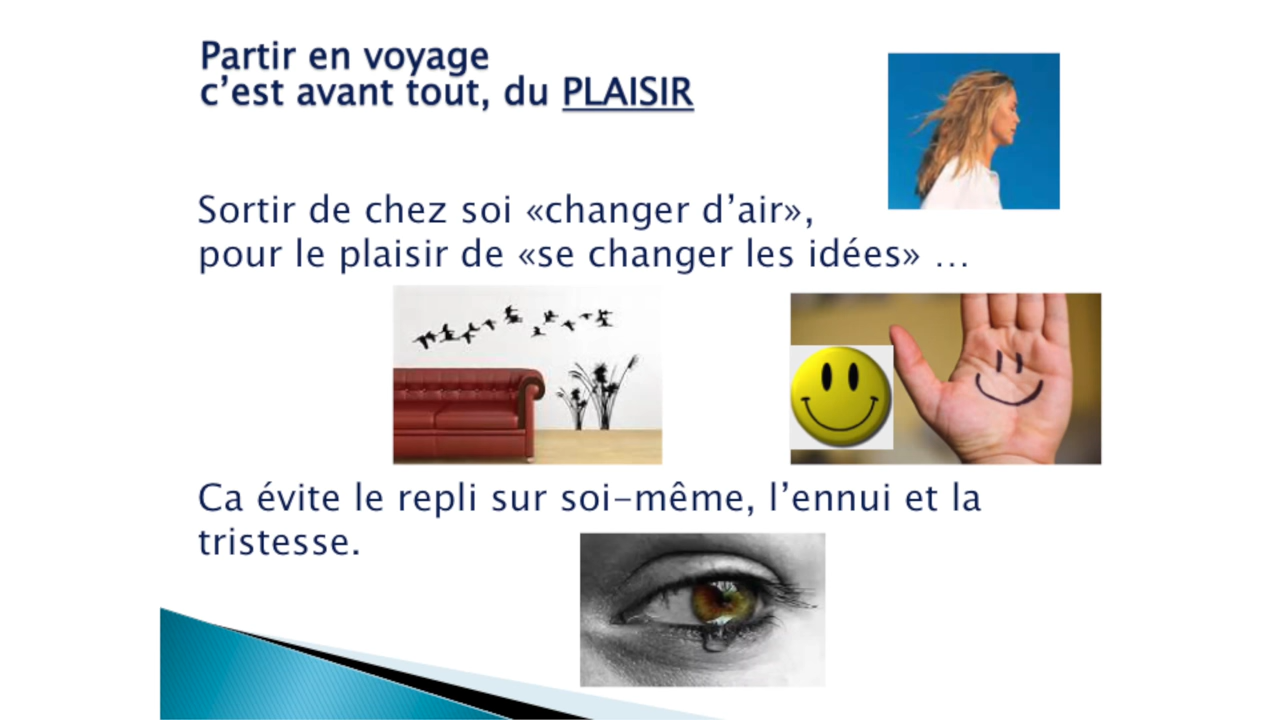 Partir en voyage
c’est avant tout, du PLAISIR
Sortir de chez soi «changer d’air»,
pour le plaisir de «se changer les idées» …
Ca évite le repli sur soi-même, l’ennui et la
tristesse.